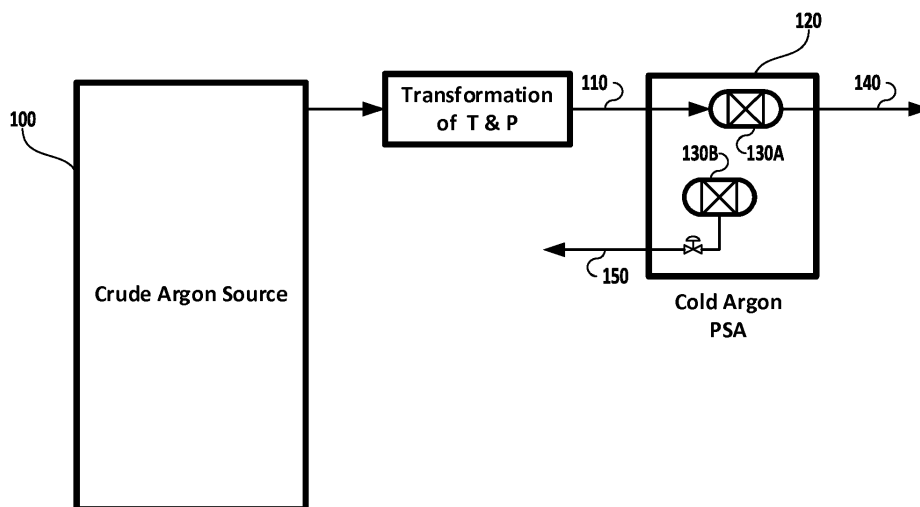 120
110
140
100
Transformation
of T & P
130A
130B
150
Crude Argon Source
Cold Argon
PSA